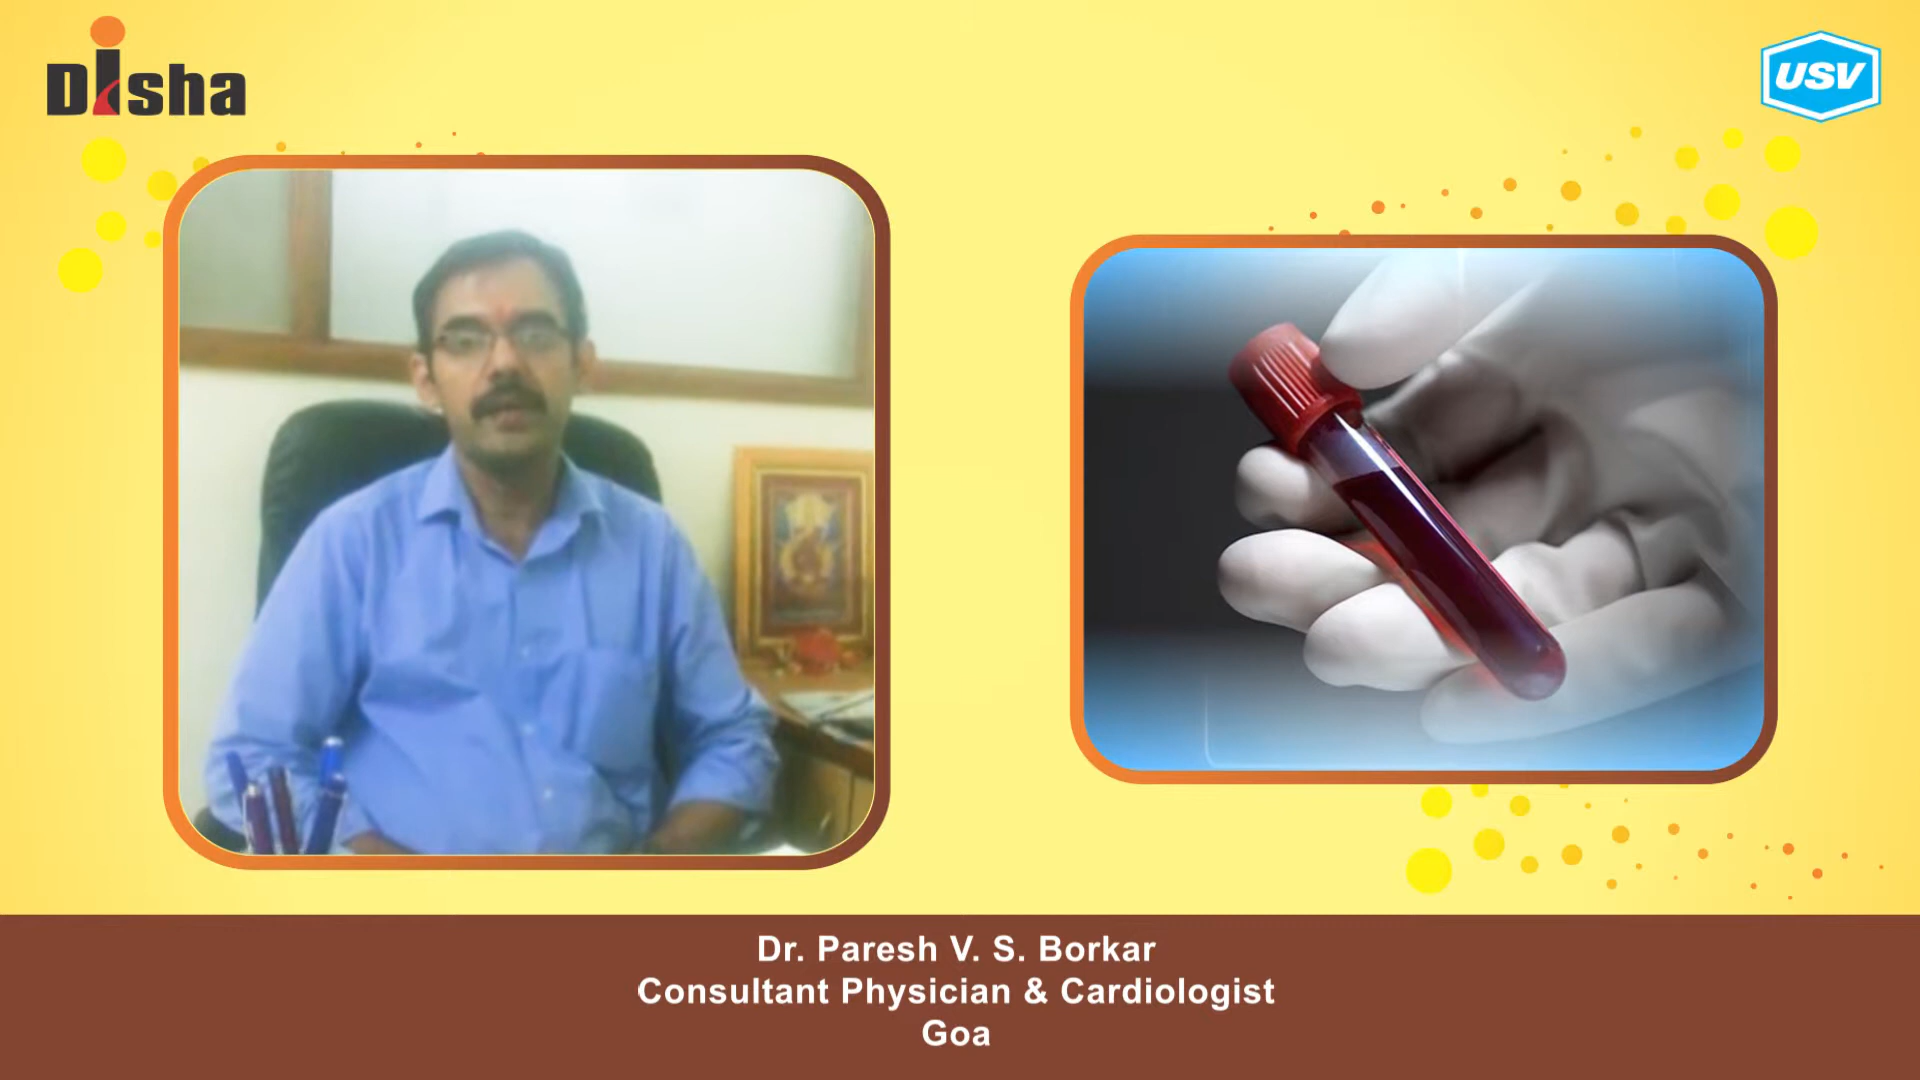 Disha
USV
Dr. Paresh V. S. Borkar
Consultant Physician & Cardiologist
Goa